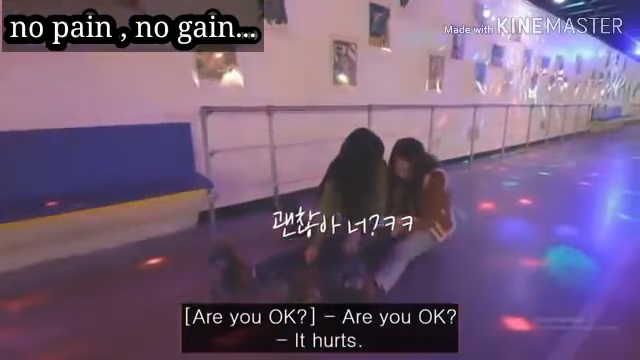 no pain , no gain...
Made with KINEMASTER
괜찮아 너?ㅋㅋ
[Are you OK?] - Are you OK?
- It hurts.